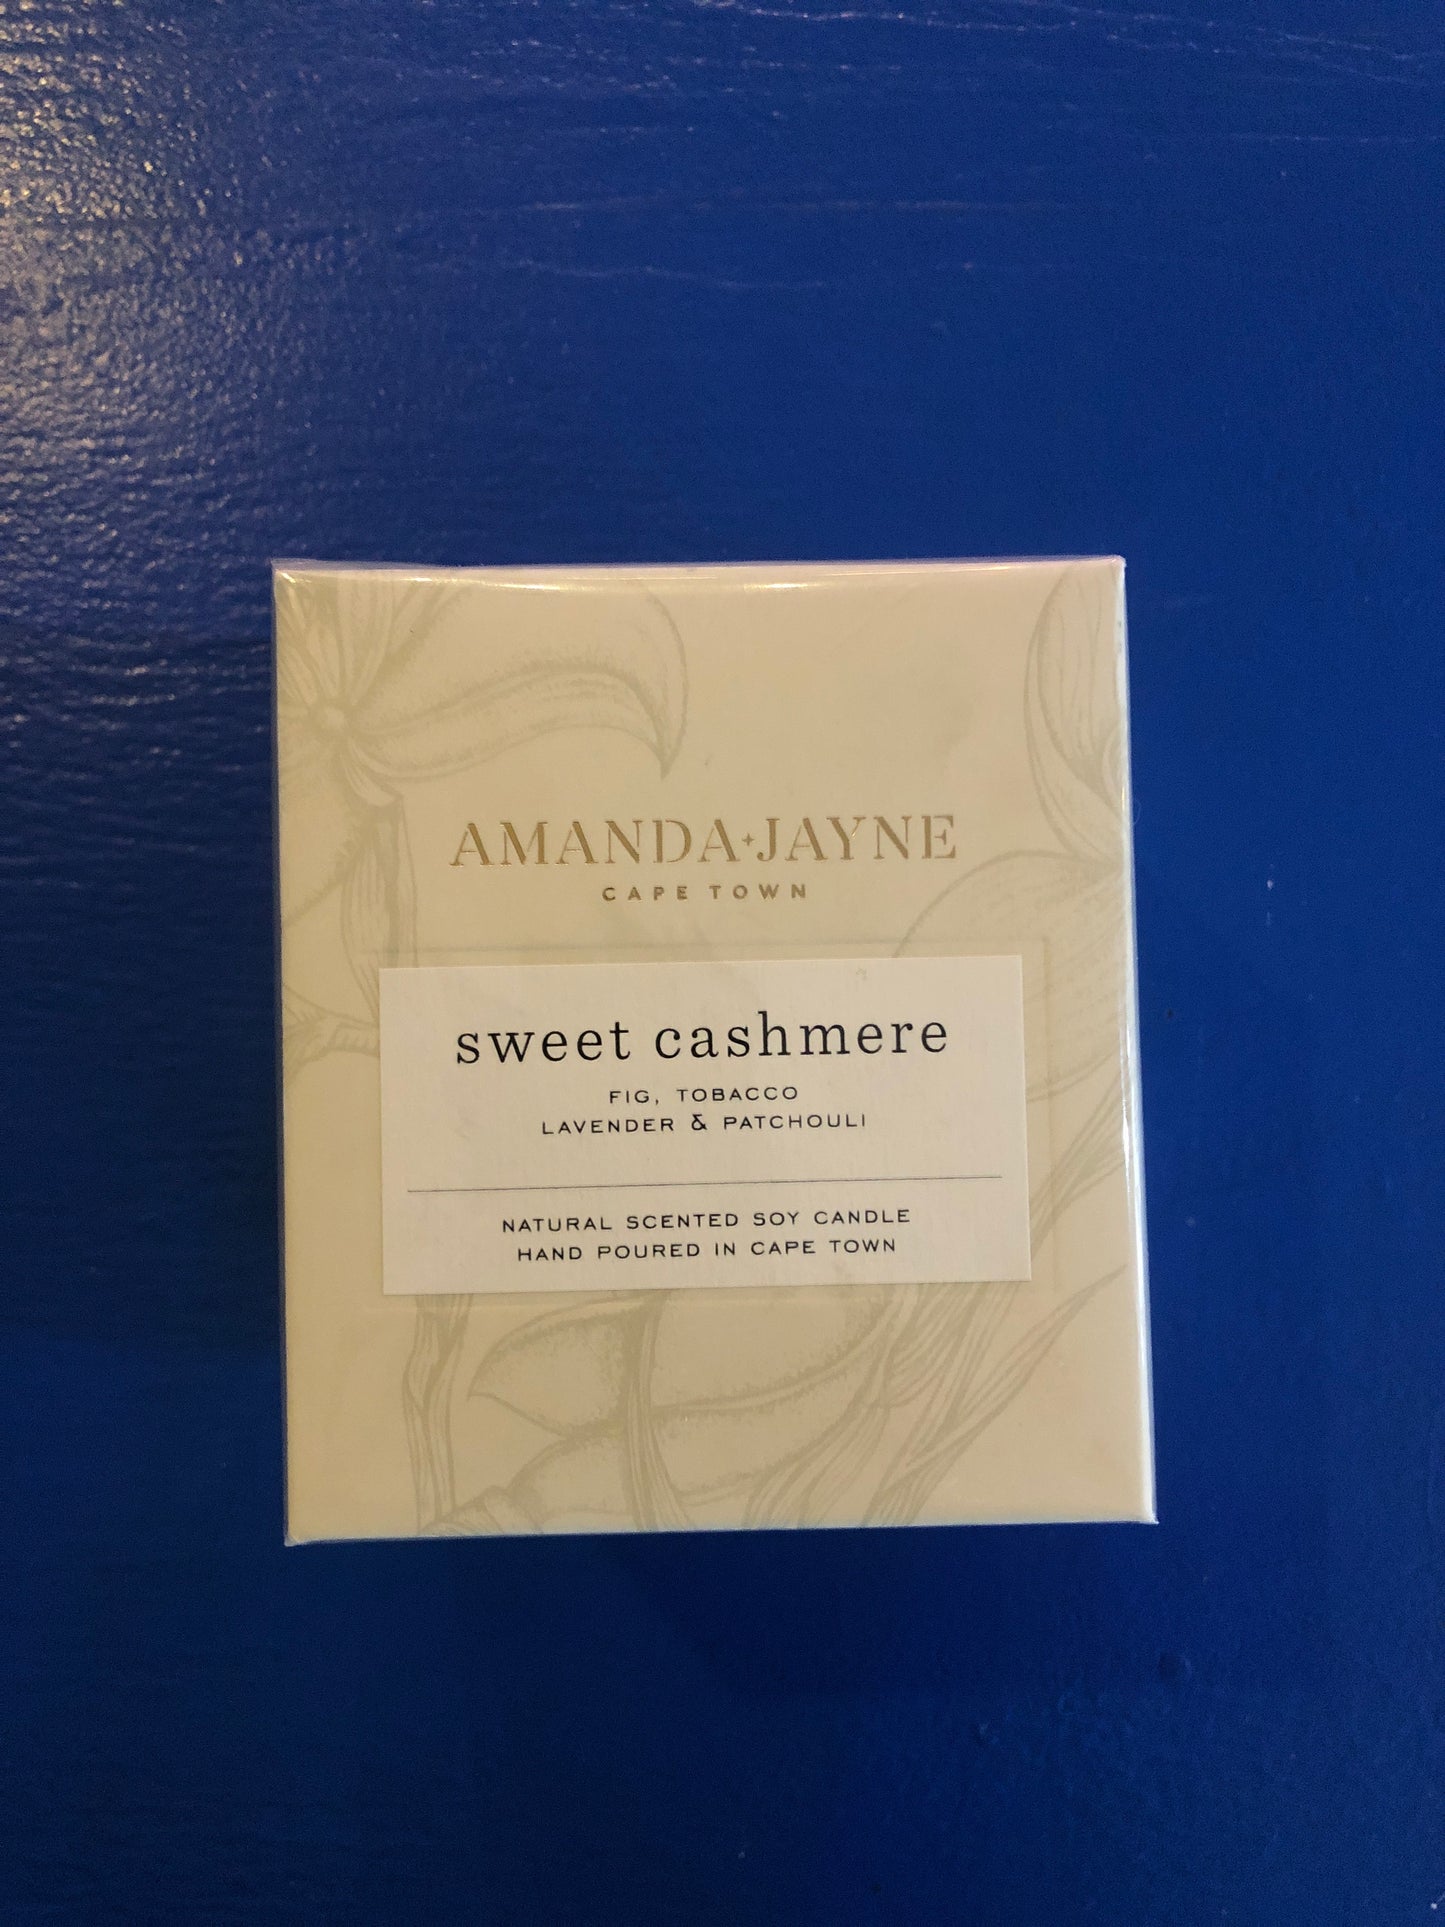 AMANDA+JAYNE
CAPE TOWN
sweet cashmere
FIG, TOBACCO
LAVENDER & PATCHOULI
NATURAL SCENTED SOY CANDLE
HAND POURED IN CAPE TOWN